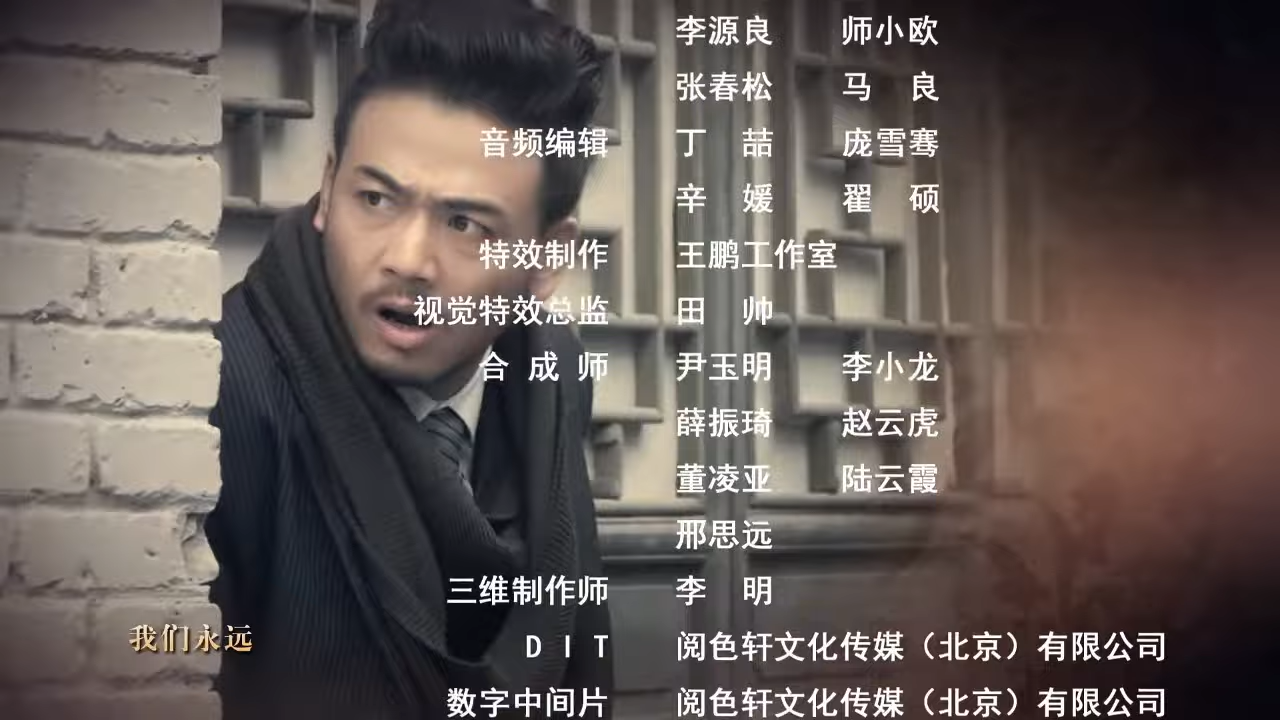 李源良 师小欧
张春松 马 良
音频编辑 丁 喆 庞雪骞
辛 媛 翟 硕
特效制作 王鹏工作室
视觉特效总监 田 帅
合成师 尹玉明 李小龙
薛振琦 赵云虎
董凌亚 陆云霞
邢思远
三维制作师 李 明
我们永远
DIT 阅色轩文化传媒（北京）有限公司
数字中间片 阅色轩文化传媒（北京）有限公司